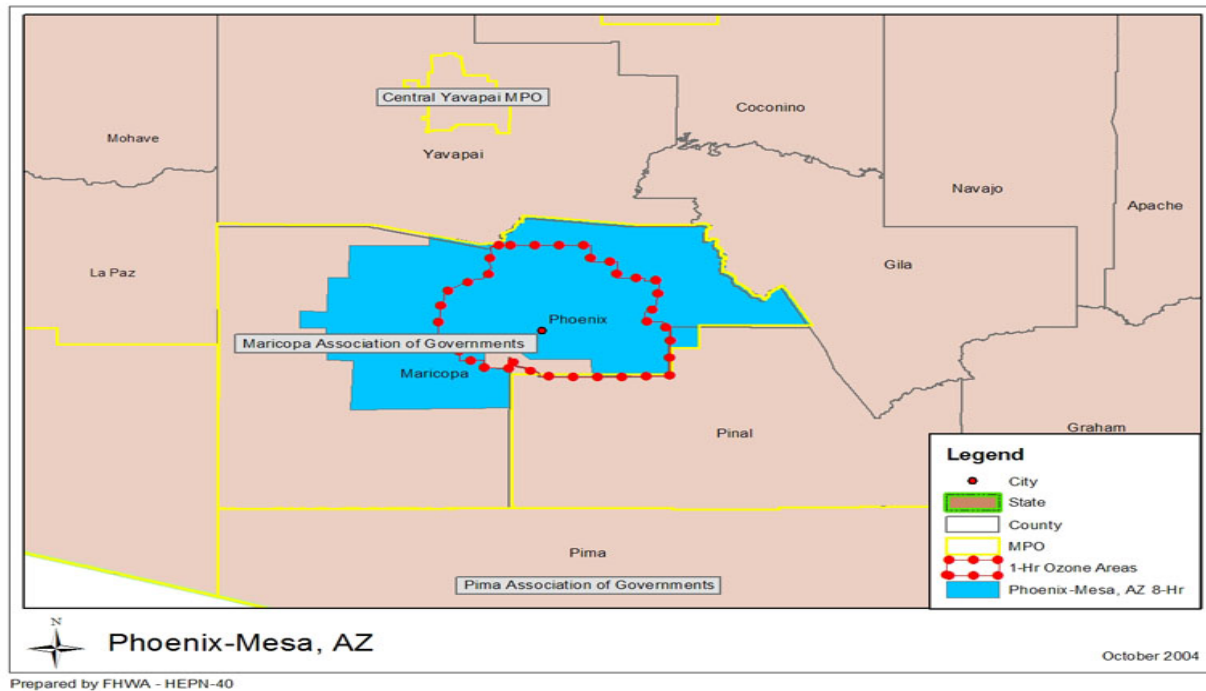 Central Yavapai MPO
Coconino
Mohave
Yavapai
Navajo
Apache
La Paz
Gila
Phoenix
Maricopa Association of Governments
Maricopa
Pinal
Graham
Pima
Pima Association of Governments
Legend
City
State
County
MPO
1-Hr Ozone Areas
Phoenix-Mesa, AZ 8-Hr
N
Phoenix-Mesa, AZ
October 2004
Prepared by FHWA - HEPN-40